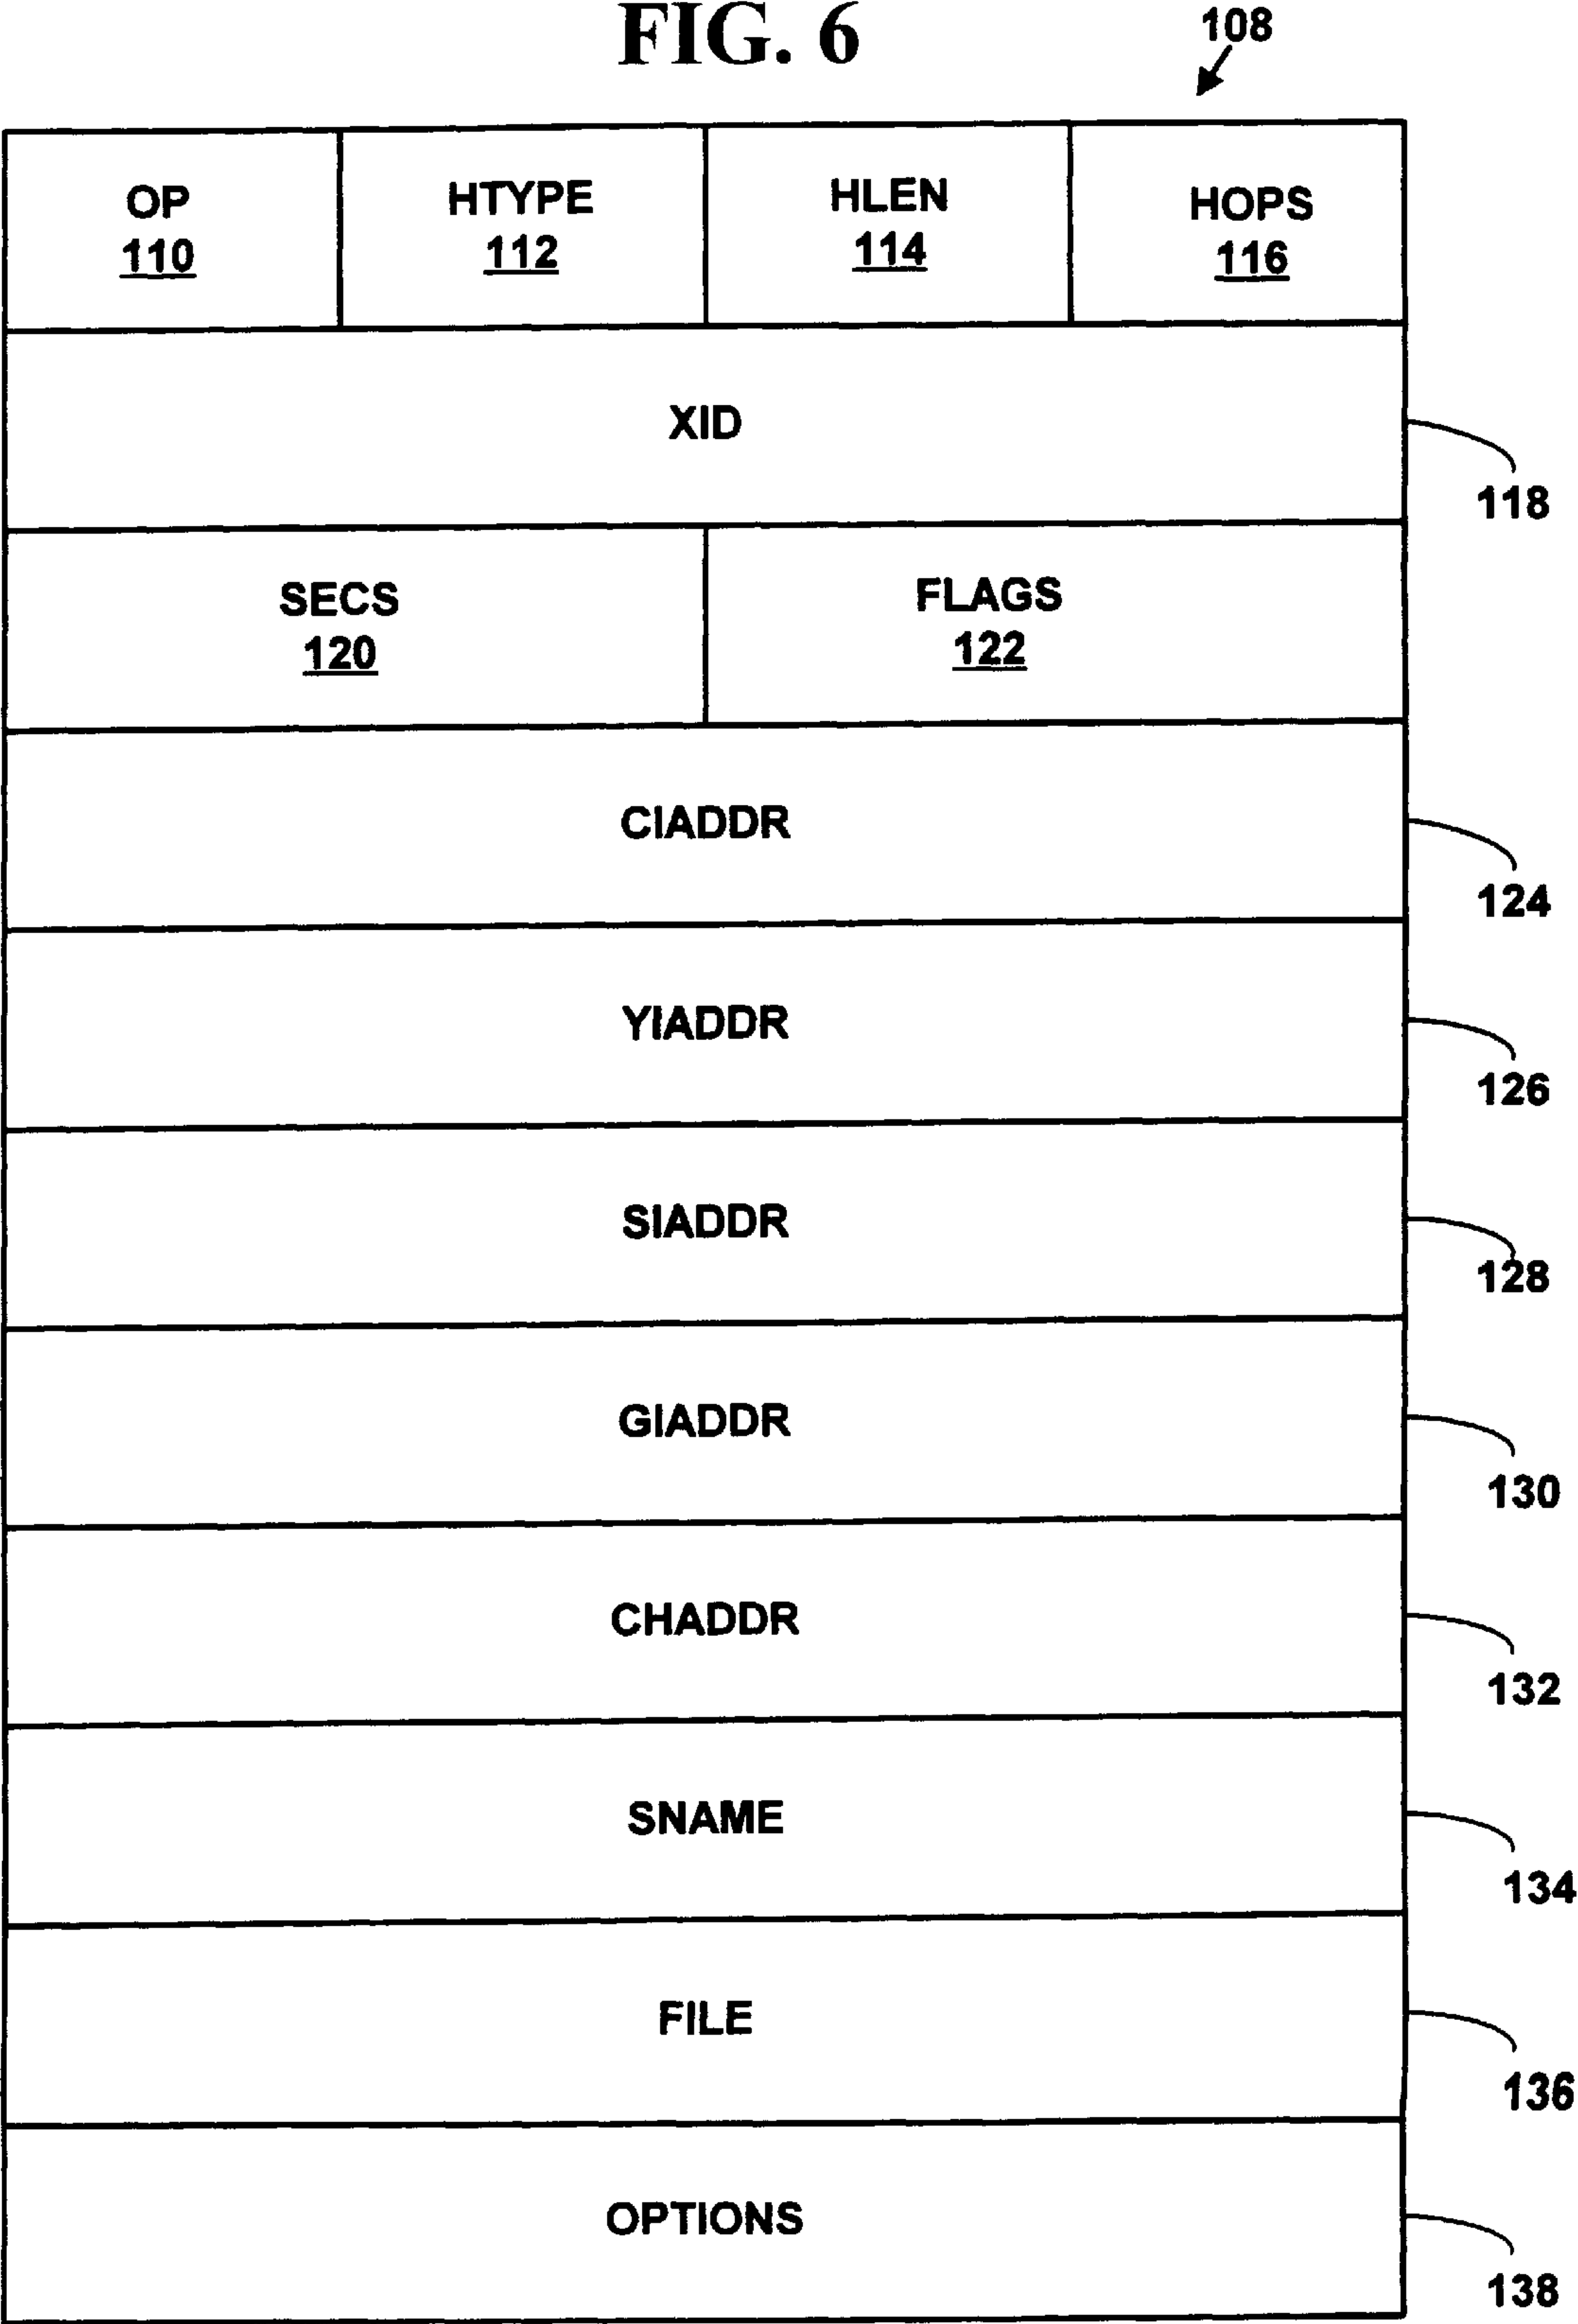 FIG. 6
108
OP HTYPE HLEN HOPS
110 112 114 116
XID
118
SECS FLAGS
120 122
CIADDR
124
YIADDR
126
SIADDR
128
GIADDR
130
CHADDR
132
SNAME
134
FILE
136
OPTIONS
138